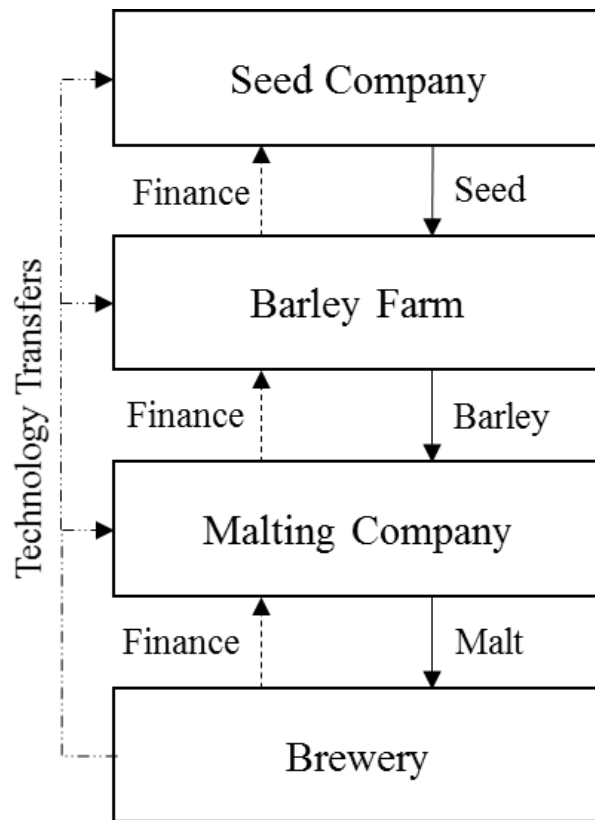 Seed Company
Finance
Seed
Barley Farm
Finance
Barley
Technology Transfers
Malting Company
Finance
Malt
Brewery